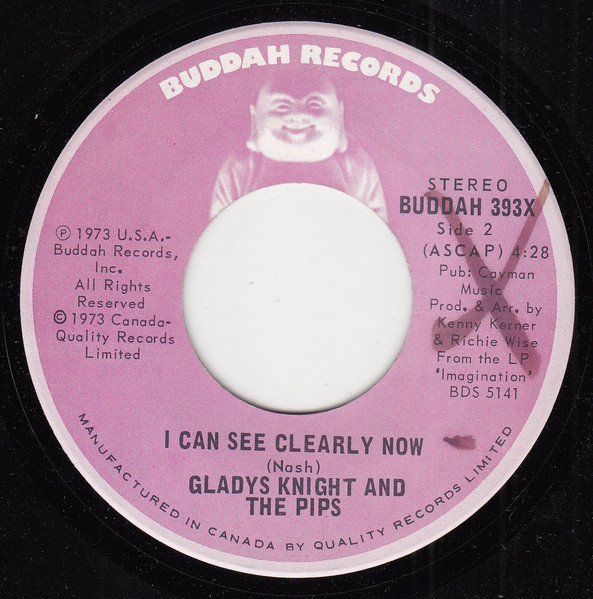 BUDDAH RECORDS
STEREO
BUDDAH 393X
Side 2
(ASCAP) 4:28
Pub: Cayman
Music
Prod. & Arr. by
Kenny Kerner
& Richie Wise
From the LP
'Imagination'
BDS 5141
Ⓟ 1973 U.S.A.-
Buddah Records,
Inc.
All Rights
Reserved
© 1973 Canada-
Quality Records
Limited
I CAN SEE CLEARLY NOW
(Nash)
GLADYS KNIGHT AND
THE PIPS
MANUFACTURED IN CANADA BY QUALITY RECORDS LIMITED